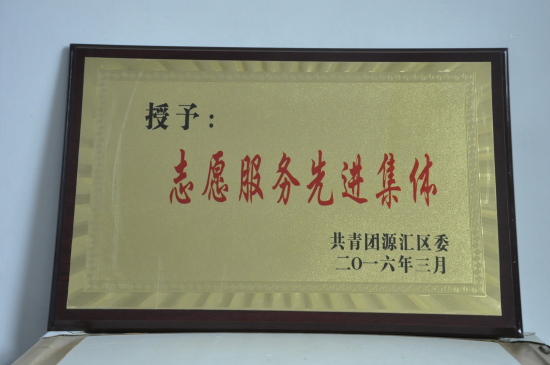 授予：
志愿服务先进集体
共青团源汇区委
二〇一六年三月